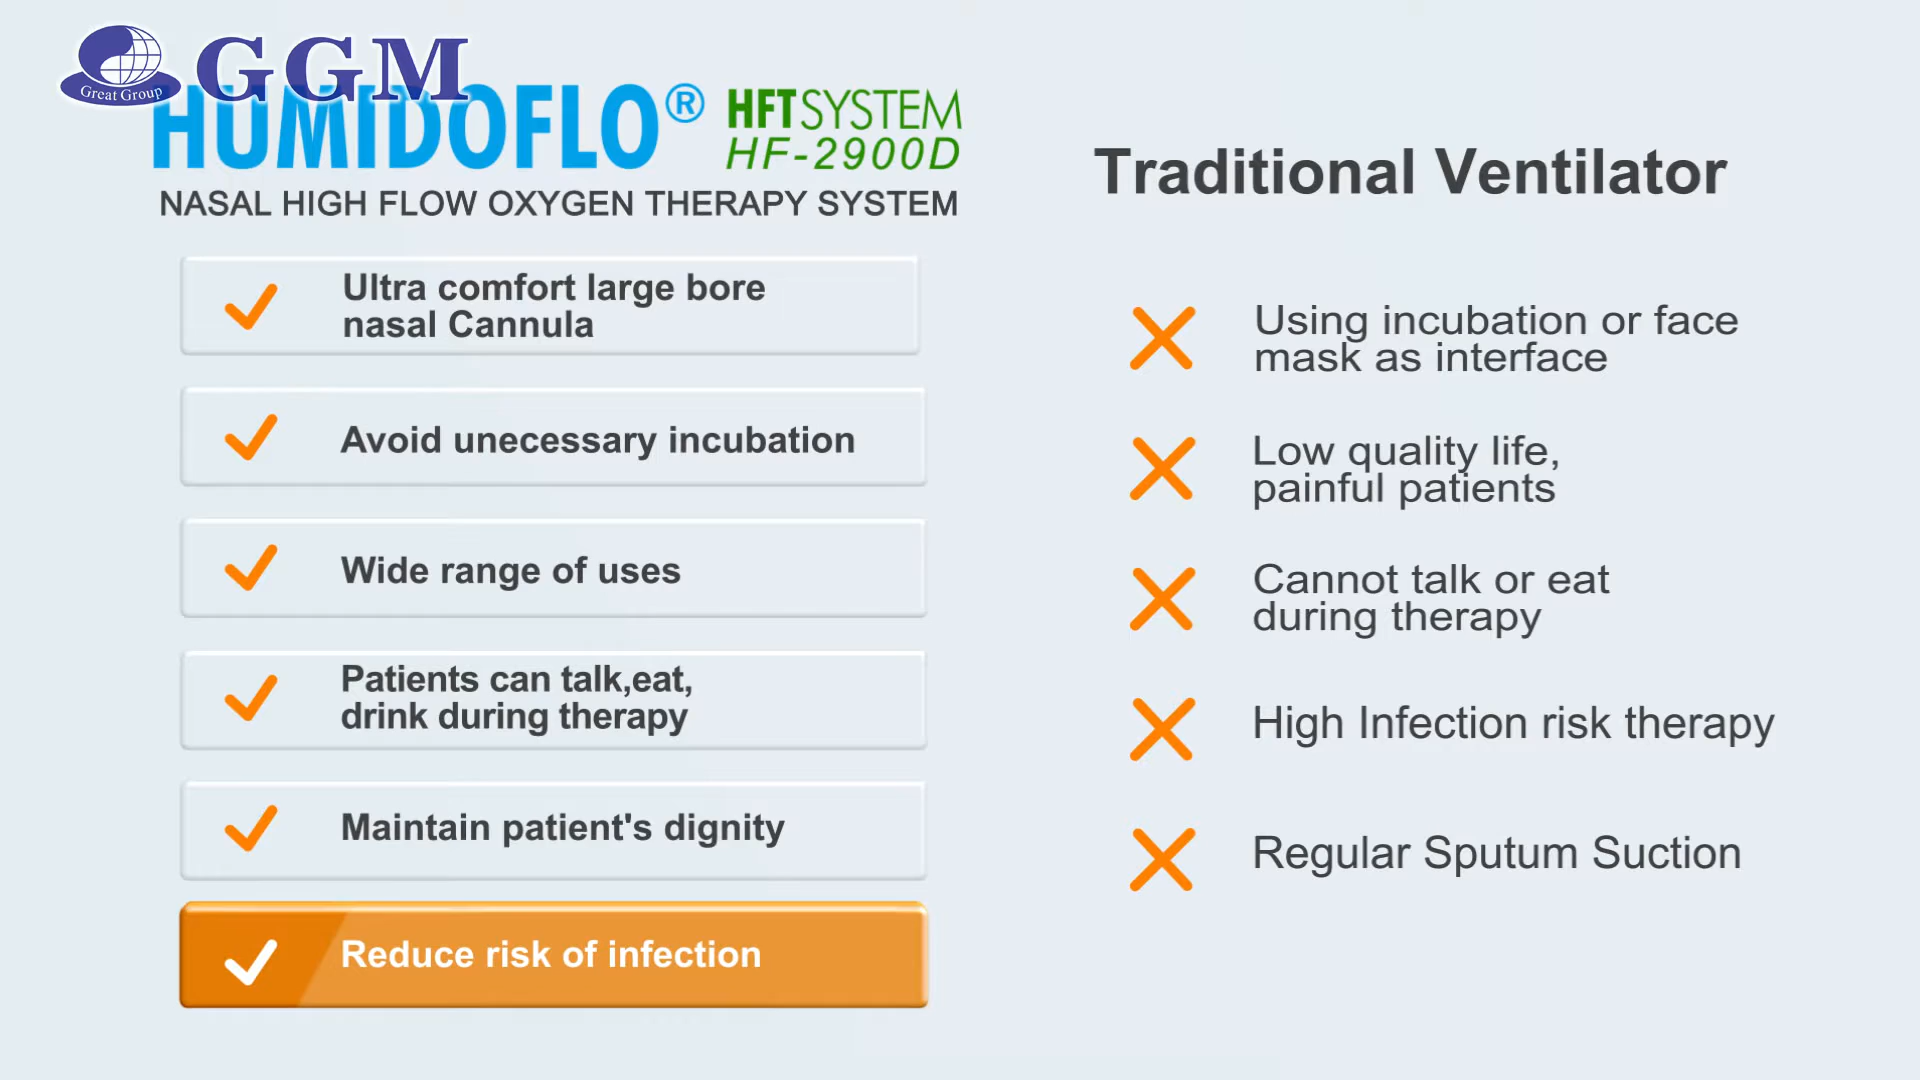 GGM
Great Group
HUMIDOFLO®
HFT SYSTEM
HF-2900D
NASAL HIGH FLOW OXYGEN THERAPY SYSTEM
Ultra comfort large bore
nasal Cannula
Avoid unecessary incubation
Wide range of uses
Patients can talk,eat,
drink during therapy
Maintain patient's dignity
Reduce risk of infection
Traditional Ventilator
Using incubation or face
mask as interface
Low quality life,
painful patients
Cannot talk or eat
during therapy
High Infection risk therapy
Regular Sputum Suction